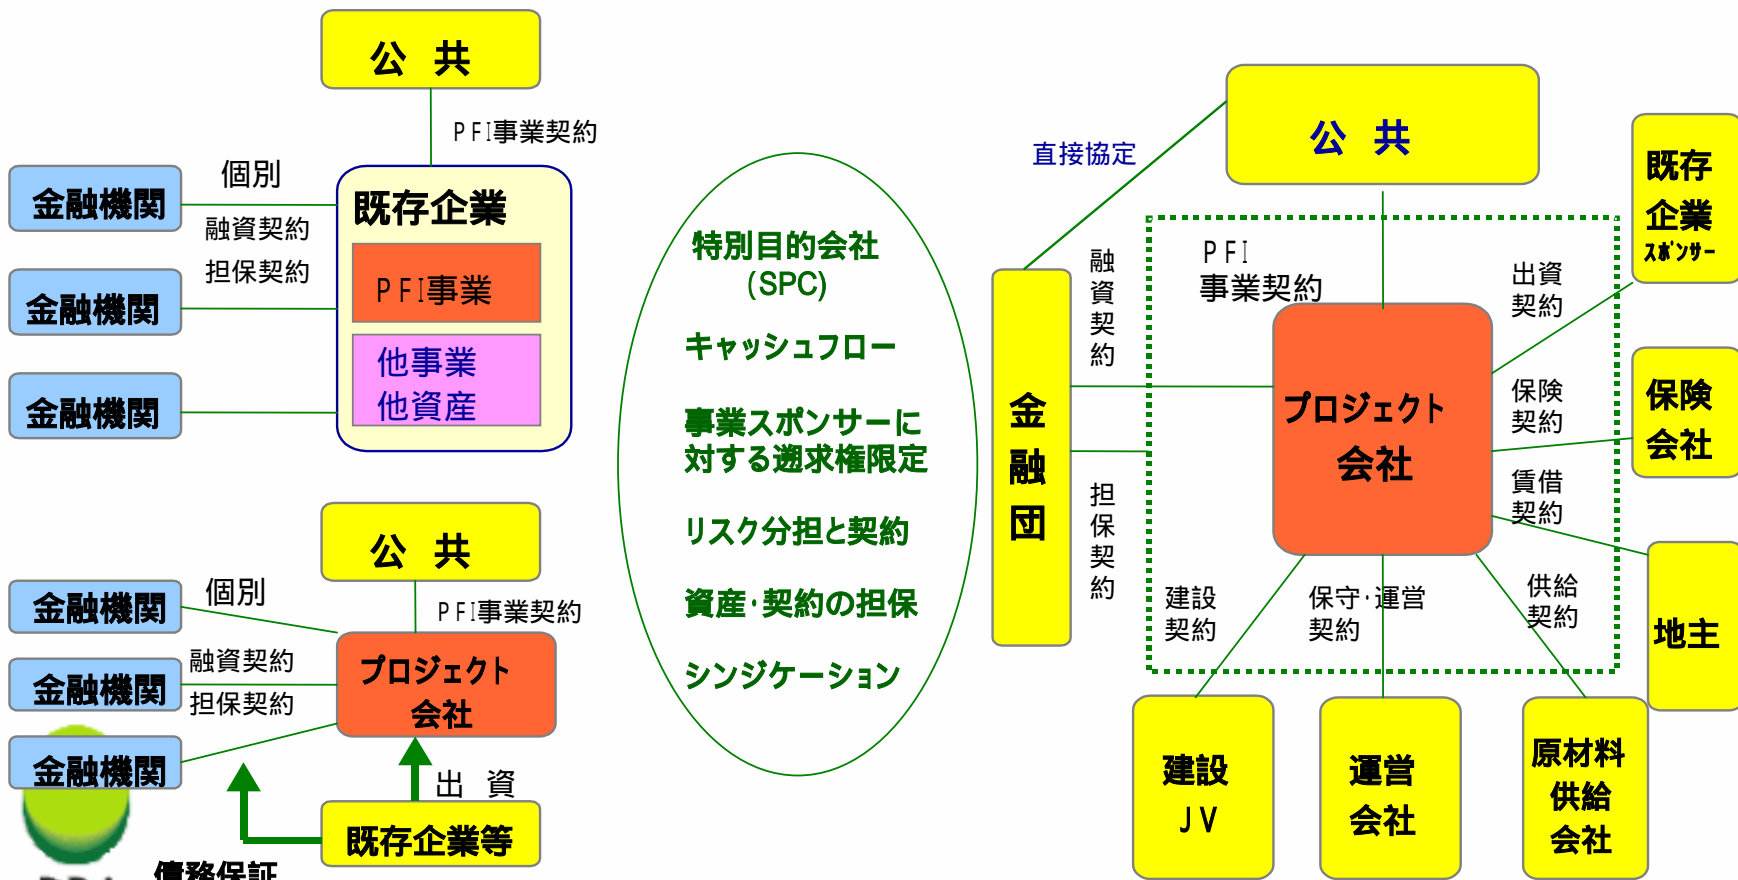 公 共
PFI事業契約
金融機関
個別
融資契約
担保契約
金融機関
金融機関
既存企業
PFI事業
他事業
他資産
公 共
PFI事業契約
金融機関
個別
金融機関
融資契約
担保契約
金融機関
プロジェクト
会社
出 資
既存企業等
債務保証
特別目的会社
(SPC)
キャッシュフロー
事業スポンサーに
対する遡求権限定
リスク分担と契約
資産・契約の担保
シンジケーション
公 共
直接協定
金融団
融資契約
担保契約
PFI
事業契約
プロジェクト
会社
出資
契約
保険
契約
賃借
契約
建設
契約
保守・運営
契約
供給
契約
既存
企業
スポンサー
保険
会社
地主
建設
JV
運営
会社
原材料
供給
会社